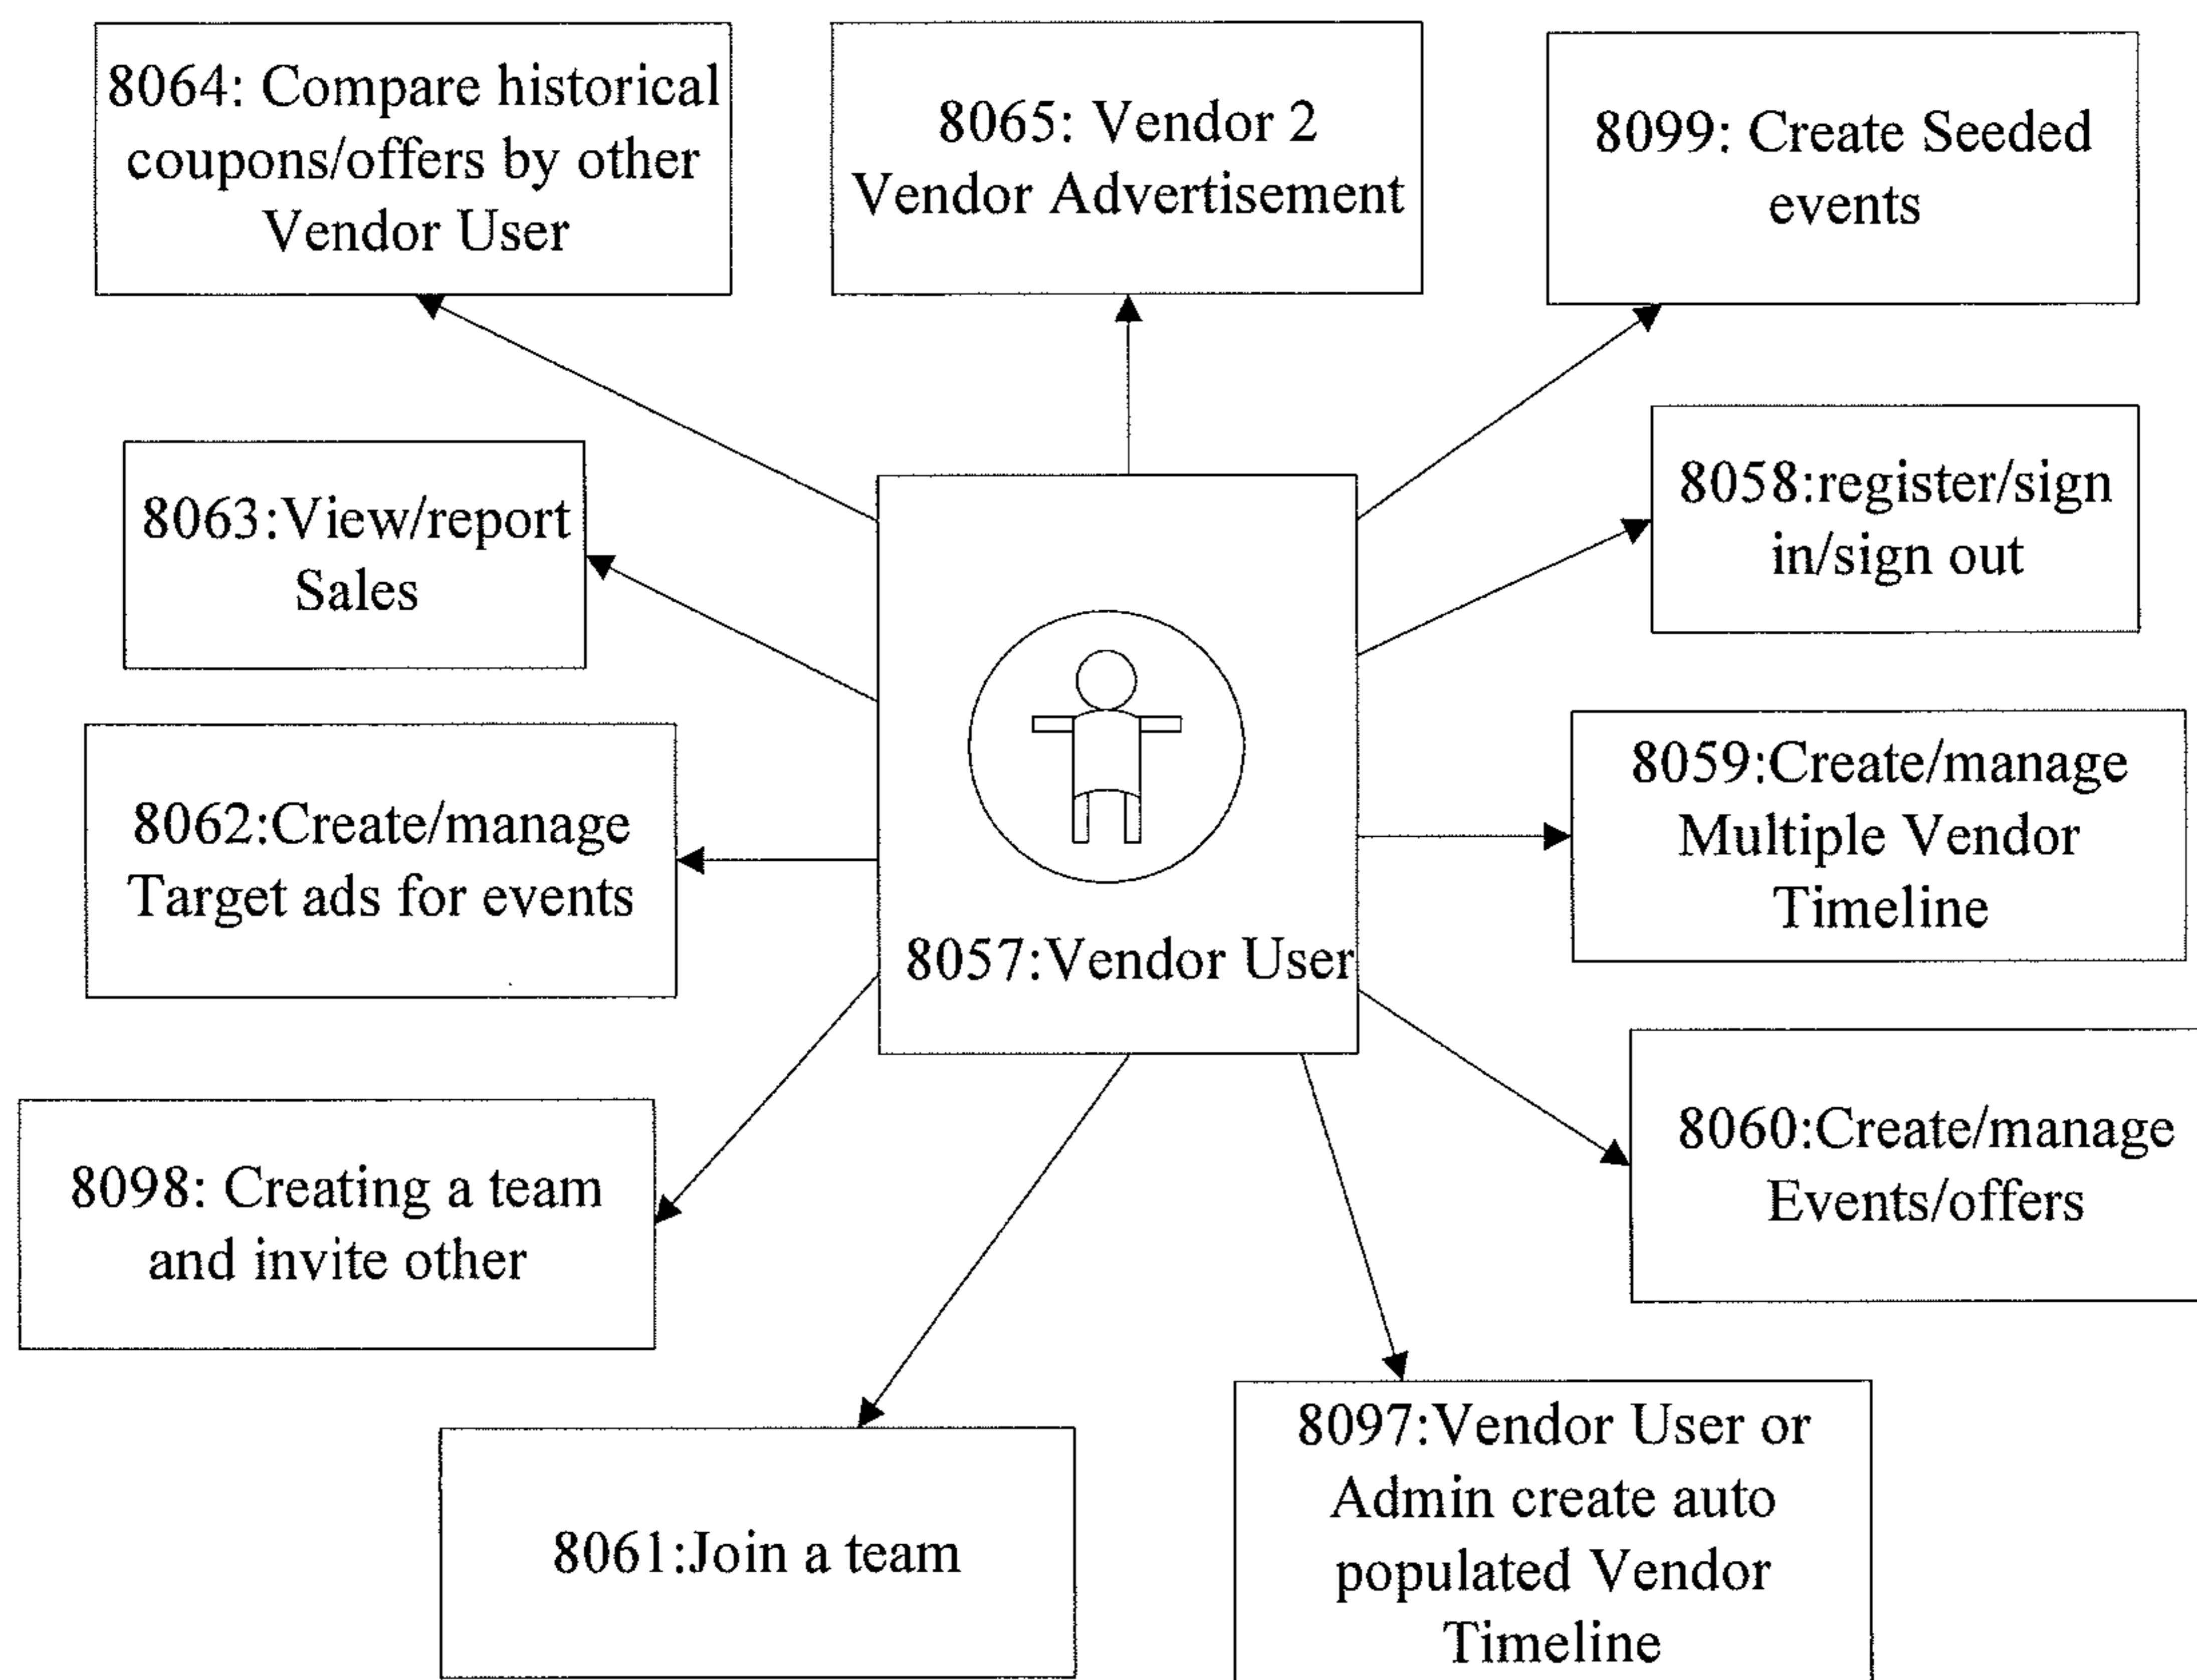 8064: Compare historical
coupons/offers by other
Vendor User
8065: Vendor 2
Vendor Advertisement
8099: Create Seeded
events
8063:View/report
Sales
8058:register/sign
in/sign out
8062:Create/manage
Target ads for events
8057:Vendor User
8059:Create/manage
Multiple Vendor
Timeline
8098: Creating a team
and invite other
8060:Create/manage
Events/offers
8061:Join a team
8097:Vendor User or
Admin create auto
populated Vendor
Timeline